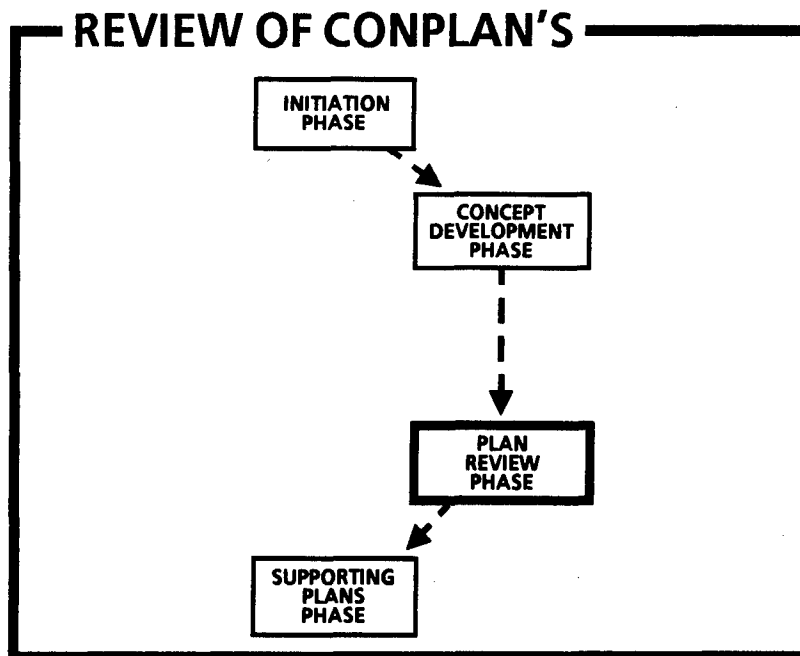 REVIEW OF CONPLAN'S
INITIATION
PHASE
CONCEPT
DEVELOPMENT
PHASE
PLAN
REVIEW
PHASE
SUPPORTING
PLANS
PHASE